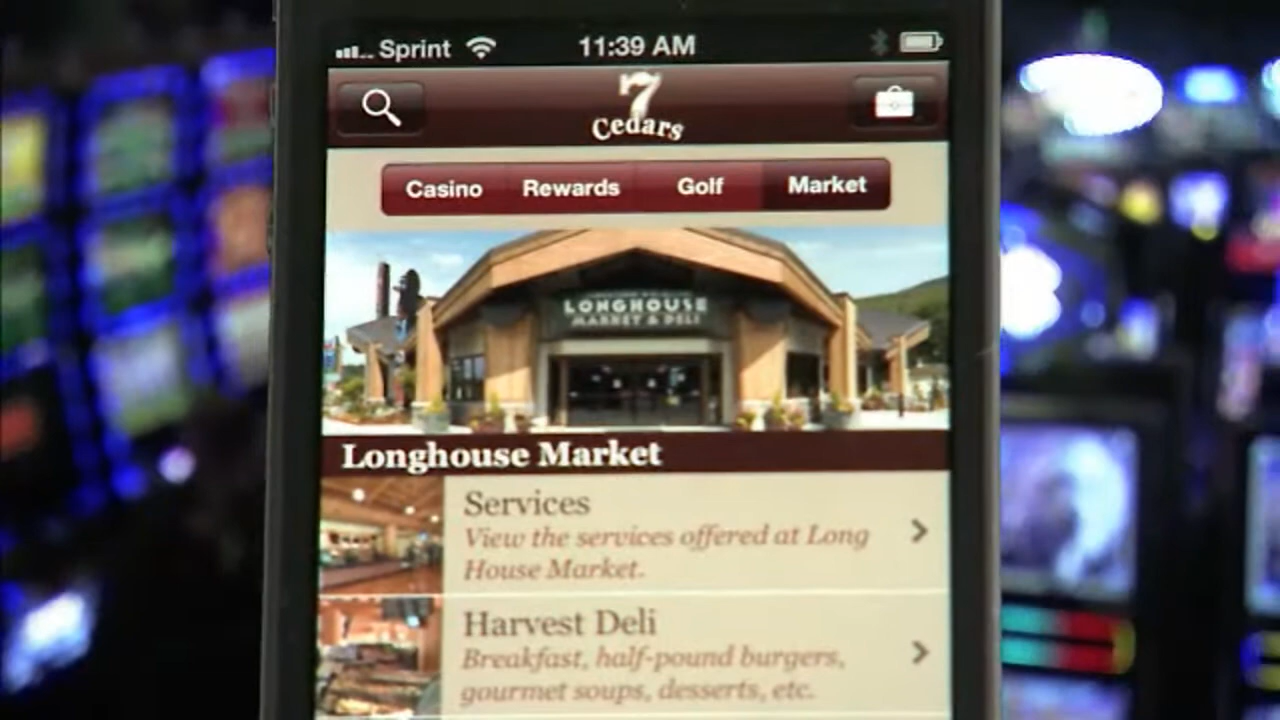 Sprint 11:39 AM
7
Cedars
Casino Rewards Golf Market
LONGHOUSE
MARKET & DELI
Longhouse Market
Services
View the services offered at Long
House Market.
Harvest Deli
Breakfast, half-pound burgers,
gourmet soups, desserts, etc.